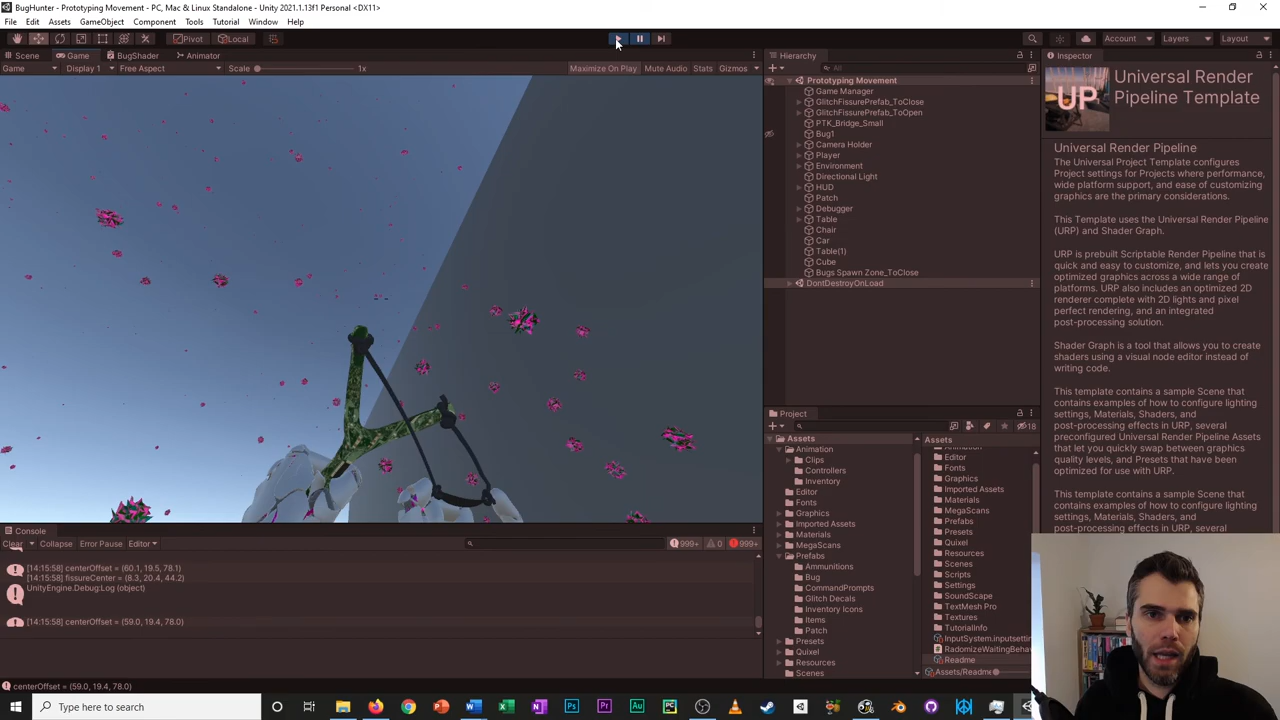 BugHunter - Prototyping Movement - PC, Mac & Linux Standalone - Unity 2021.1.13f1 Personal <DX11>
File Edit Assets GameObject Component Tools Tutorial Window Help
Pivot Local Account Layers Layout
Scene Game BugShader Animator
Game Display 1 Free Aspect Scale 1x Maximize On Play Mute Audio Stats Gizmos
Hierarchy
All
Prototyping Movement
Game Manager
GlitchFissurePrefab_ToClose
GlitchFissurePrefab_ToOpen
PTK_Bridge_Small
Bug1
Camera Holder
Player
Environment
Directional Light
HUD
Patch
Debugger
Table
Chair
Car
Table(1)
Cube
Bugs Spawn Zone_ToClose
DontDestroyOnLoad
Inspector
UP
Universal Render
Pipeline Template
Universal Render Pipeline
The Universal Project Template configures
Project settings for Projects where performance,
wide platform support, and ease of customizing
graphics are the primary considerations.
This Template uses the Universal Render Pipeline
(URP) and Shader Graph.
URP is prebuilt Scriptable Render Pipeline that is
quick and easy to customize, and lets you create
optimized graphics across a wide range of
platforms. URP also includes an optimized 2D
renderer complete with 2D lights and pixel
perfect rendering, and an integrated
post-processing solution.
Shader Graph is a tool that allows you to create
shaders using a visual node editor instead of
writing code.
This template contains a sample Scene that
contains examples of how to configure lighting
settings, Materials, Shaders, and
post-processing effects in URP, several
preconfigured Universal Render Pipeline Assets
that let you quickly swap between graphics
quality levels, and Presets that have been
optimized for use with URP.
This template contains a sample Scene that
contains examples of how to configure lighting
settings, Materials, Shaders, and
post-processing effects in URP, several
Project
18
Assets
Animation
Clips
Controllers
Inventory
Editor
Fonts
Graphics
Imported Assets
Materials
MegaScans
Prefabs
Ammunitions
Bug
CommandPrompts
Glitch Decals
Inventory Icons
Items
Patch
Presets
Quixel
Resources
Scenes
Assets
Editor
Fonts
Graphics
Imported Assets
Materials
MegaScans
Prefabs
Presets
Quixel
Resources
Scenes
Scripts
Settings
SoundScape
TextMesh Pro
Textures
TutorialInfo
InputSystem.inputsettin
RadomizeWaitingBehav
Readme
Assets/Readme
Console
Clear Collapse Error Pause Editor 999+ 0 999+
[14:15:58] centerOffset = (60.1, 19.5, 78.1)
[14:15:58] fissureCenter = (8.3, 20.4, 44.2)
UnityEngine.Debug:Log (object)
[14:15:58] centerOffset = (59.0, 19.4, 78.0)
centerOffset = (59.0, 19.4, 78.0)
Type here to search